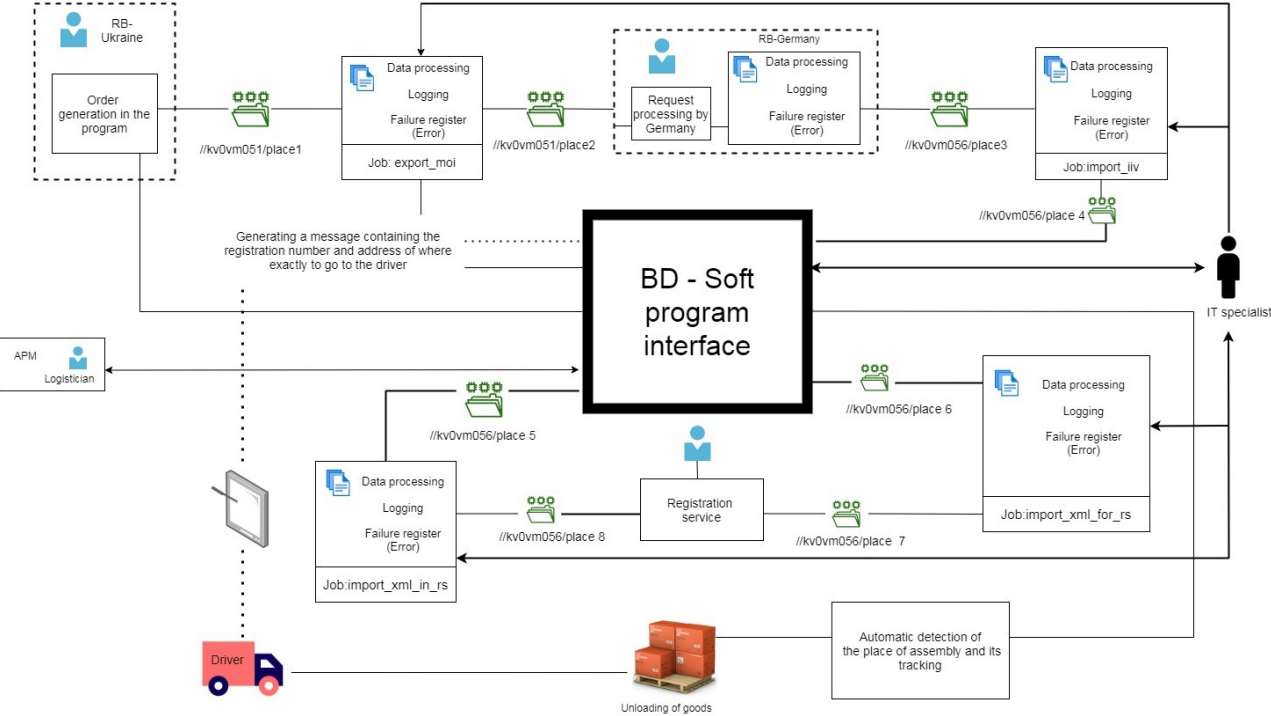 RB-
Ukraine
Order
generation in the
program
//kv0vm051/place1
Data processing
Logging
Failure register
(Error)
Job: export_moi
//kv0vm051/place2
RB-Germany
Request
processing by
Germany
Data processing
Logging
Failure register
(Error)
//kv0vm056/place3
Data processing
Logging
Failure register
(Error)
Job:import_iiv
//kv0vm056/place 4
Generating a message containing the
registration number and address of where
exactly to go to the driver
BD - Soft
program
interface
IT specialist
APM
Logistician
//kv0vm056/place 5
//kv0vm056/place 6
Data processing
Logging
Failure register
(Error)
Job:import_xml_for_rs
Data processing
Logging
Failure register
(Error)
Job:import_xml_in_rs
//kv0vm056/place 8
Registration
service
//kv0vm056/place 7
Driver
Unloading of goods
Automatic detection of
the place of assembly and its
tracking